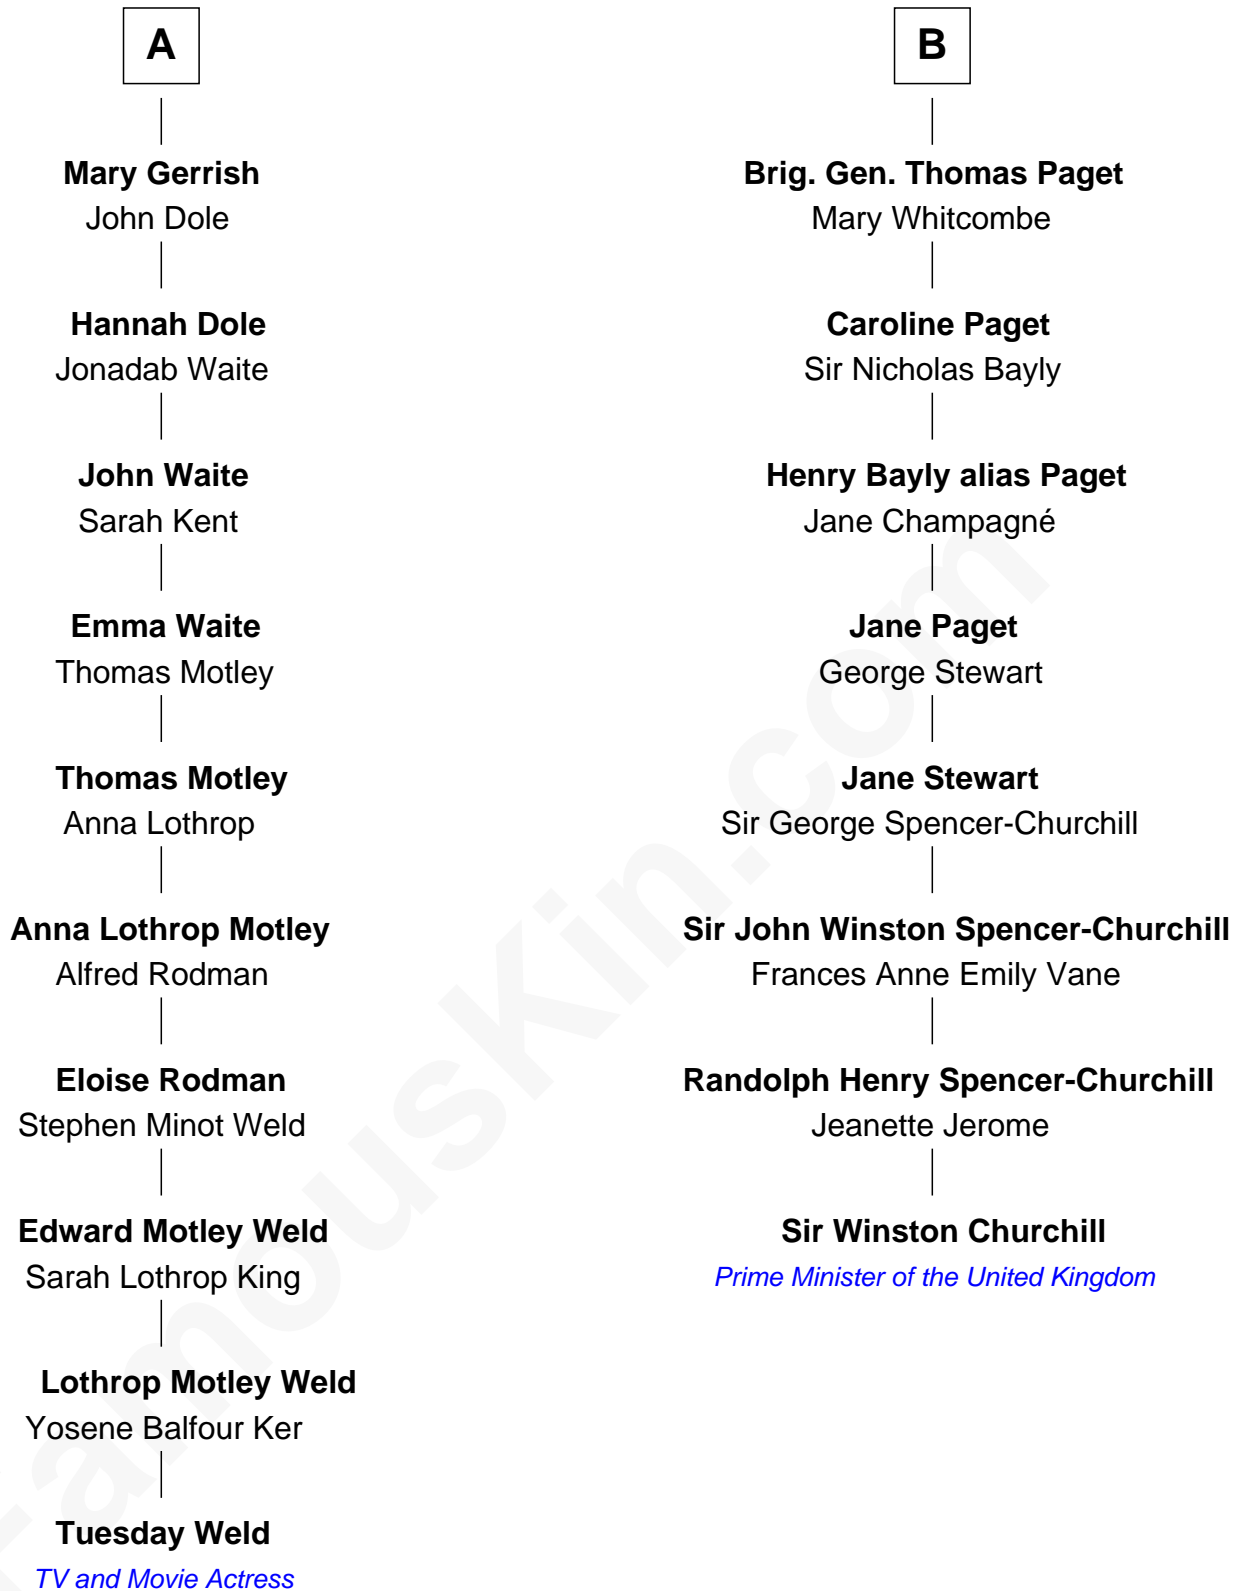 A
Mary Gerrish
John Dole
Hannah Dole
Jonadab Waite
John Waite
Sarah Kent
Emma Waite
Thomas Motley
Thomas Motley
Anna Lothrop
Anna Lothrop Motley
Alfred Rodman
Eloise Rodman
Stephen Minot Weld
Edward Motley Weld
Sarah Lothrop King
Lothrop Motley Weld
Yosene Balfour Ker
Tuesday Weld
TV and Movie Actress
B
Brig. Gen. Thomas Paget
Mary Whitcombe
Caroline Paget
Sir Nicholas Bayly
Henry Bayly alias Paget
Jane Champagné
Jane Paget
George Stewart
Jane Stewart
Sir George Spencer-Churchill
Sir John Winston Spencer-Churchill
Frances Anne Emily Vane
Randolph Henry Spencer-Churchill
Jeanette Jerome
Sir Winston Churchill
Prime Minister of the United Kingdom
FamousKin.com